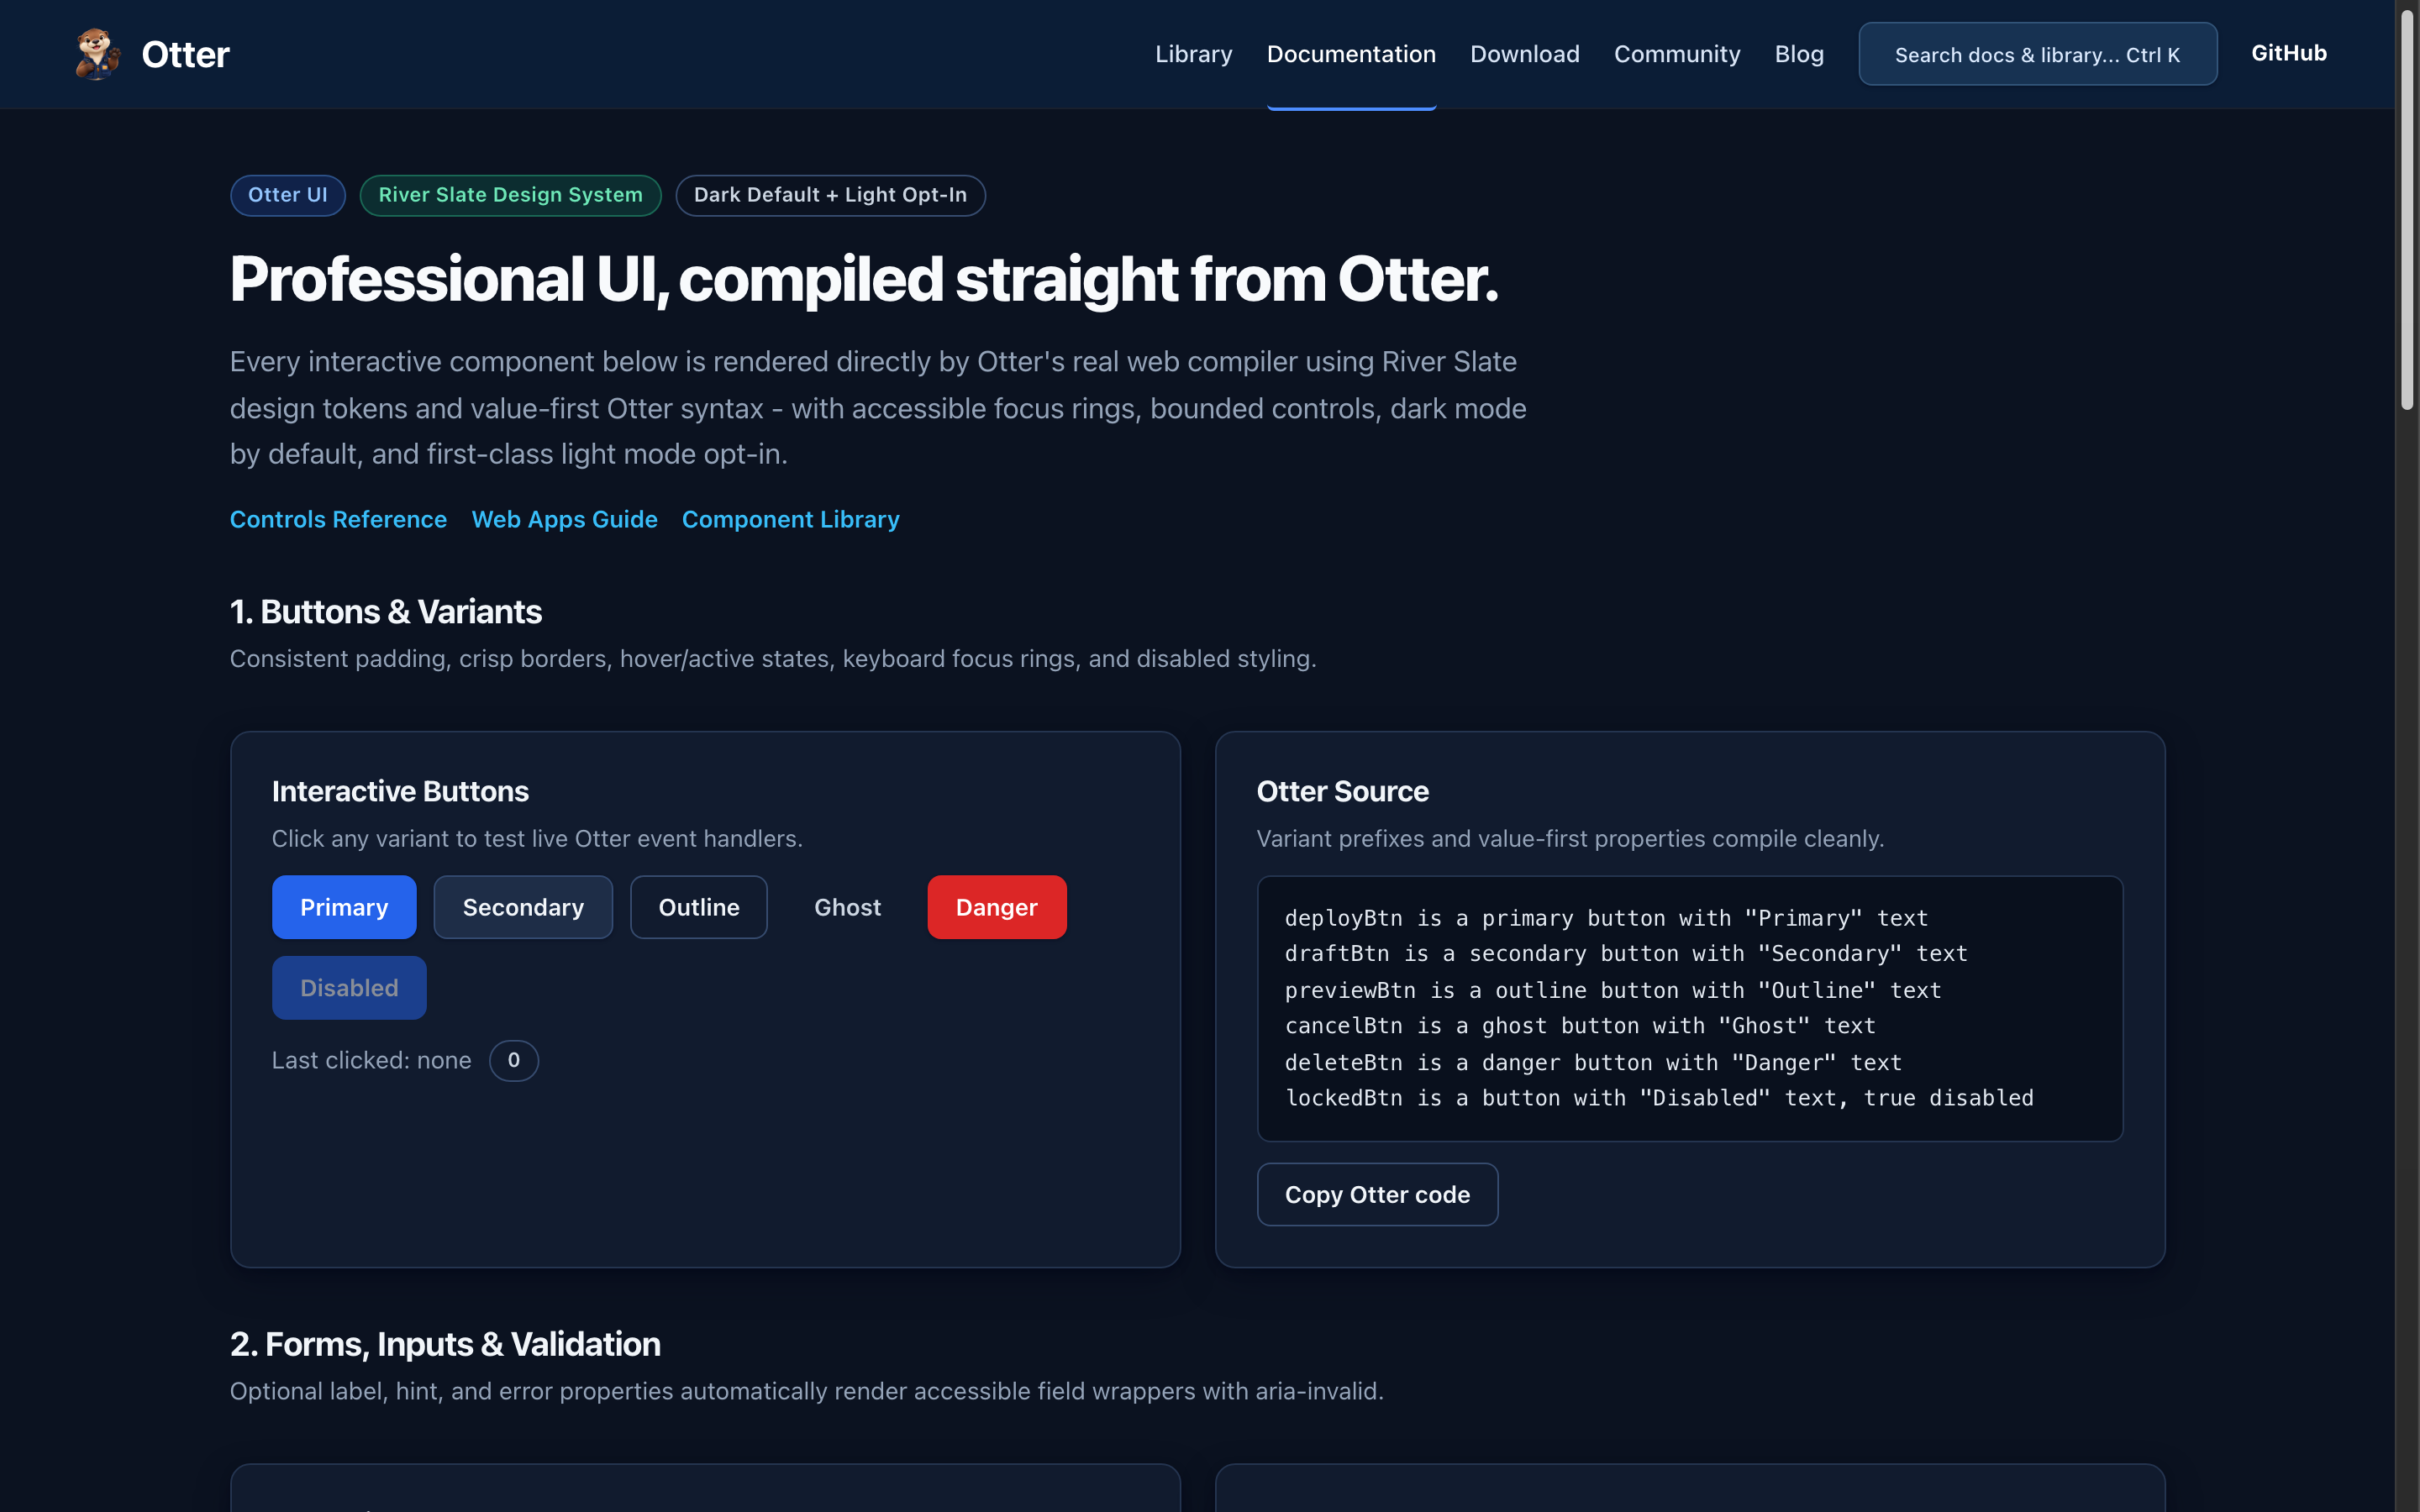 Otter
Library
Documentation
Download
Community
Blog
Search docs & library... Ctrl K
GitHub
Otter UI
River Slate Design System
Dark Default + Light Opt-In
Professional UI, compiled straight from Otter.
Every interactive component below is rendered directly by Otter's real web compiler using River Slate
design tokens and value-first Otter syntax - with accessible focus rings, bounded controls, dark mode
by default, and first-class light mode opt-in.
Controls Reference
Web Apps Guide
Component Library
1. Buttons & Variants
Consistent padding, crisp borders, hover/active states, keyboard focus rings, and disabled styling.
Interactive Buttons
Click any variant to test live Otter event handlers.
Primary
Secondary
Outline
Ghost
Danger
Disabled
Last clicked: none
0
Otter Source
Variant prefixes and value-first properties compile cleanly.
deployBtn is a primary button with "Primary" text
draftBtn is a secondary button with "Secondary" text
previewBtn is a outline button with "Outline" text
cancelBtn is a ghost button with "Ghost" text
deleteBtn is a danger button with "Danger" text
lockedBtn is a button with "Disabled" text, true disabled
Copy Otter code
2. Forms, Inputs & Validation
Optional label, hint, and error properties automatically render accessible field wrappers with aria-invalid.